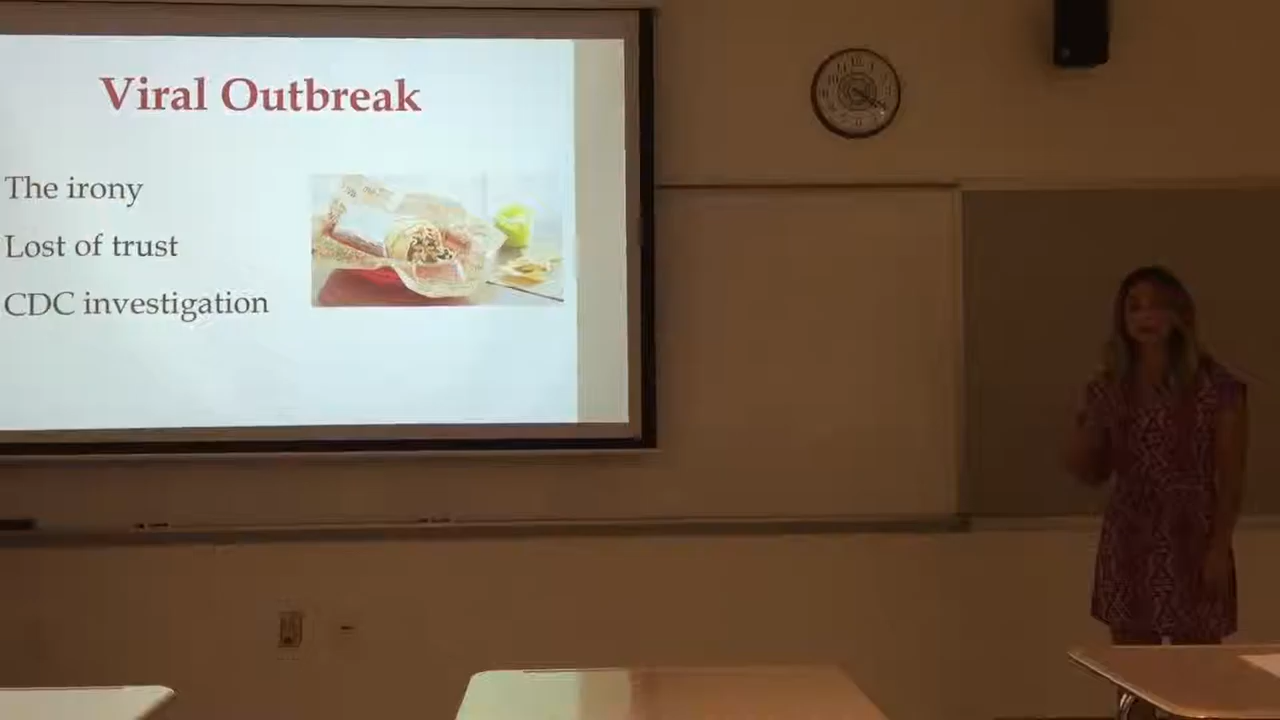 Viral Outbreak
The irony
Lost of trust
CDC investigation